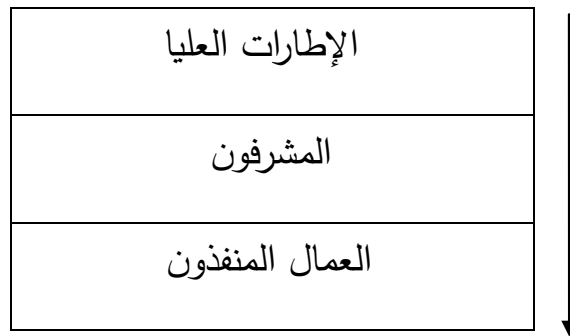 الإطارات العليا
المشرفون
العمال المنفذون